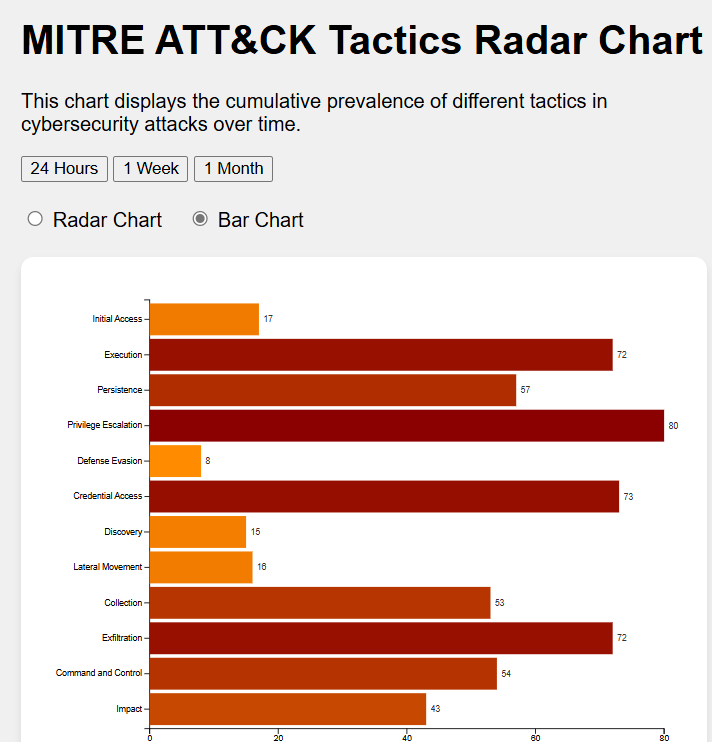 MITRE ATT&CK Tactics Radar Chart
This chart displays the cumulative prevalence of different tactics in
cybersecurity attacks over time.
24 Hours 1 Week 1 Month
Radar Chart Bar Chart
Initial Access 17
Execution 72
Persistence 57
Privilege Escalation 80
Defense Evasion 8
Credential Access 73
Discovery 15
Lateral Movement 16
Collection 53
Exfiltration 72
Command and Control 54
Impact 43
0 20 40 60 80